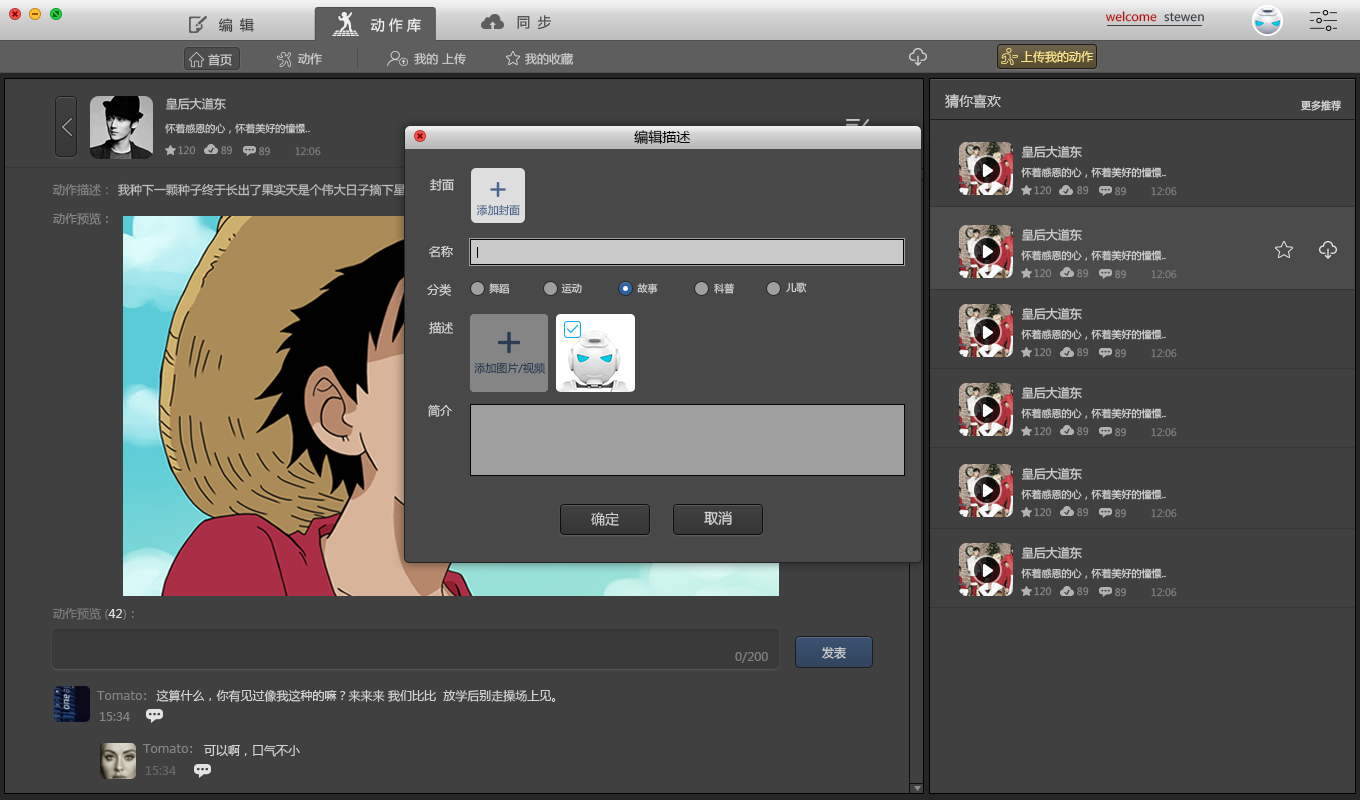 编 辑
动 作 库
同 步
welcome stewen
首页
动作
我的 上传
我的收藏
上传我的动作
皇后大道东
怀着感恩的心，怀着美好的憧憬..
120 89 89 12:06
动作描述： 我种下一颗种子终于长出了果实天是个伟大日子摘下星
动作预览：
编辑描述
封面
添加封面
名称
分类 舞蹈 运动 故事 科普 儿歌
描述
添加图片/视频
简介
确定
取消
动作预览 (42)：
0/200
发表
Tomato: 这算什么，你有见过像我这种的嘛？来来来 我们比比 放学后别走操场上见。
15:34
Tomato: 可以啊，口气不小
15:34
猜你喜欢
更多推荐
皇后大道东
怀着感恩的心，怀着美好的憧憬..
120 89 89 12:06
皇后大道东
怀着感恩的心，怀着美好的憧憬..
120 89 89 12:06
皇后大道东
怀着感恩的心，怀着美好的憧憬..
120 89 89 12:06
皇后大道东
怀着感恩的心，怀着美好的憧憬..
120 89 89 12:06
皇后大道东
怀着感恩的心，怀着美好的憧憬..
120 89 89 12:06
皇后大道东
怀着感恩的心，怀着美好的憧憬..
120 89 89 12:06